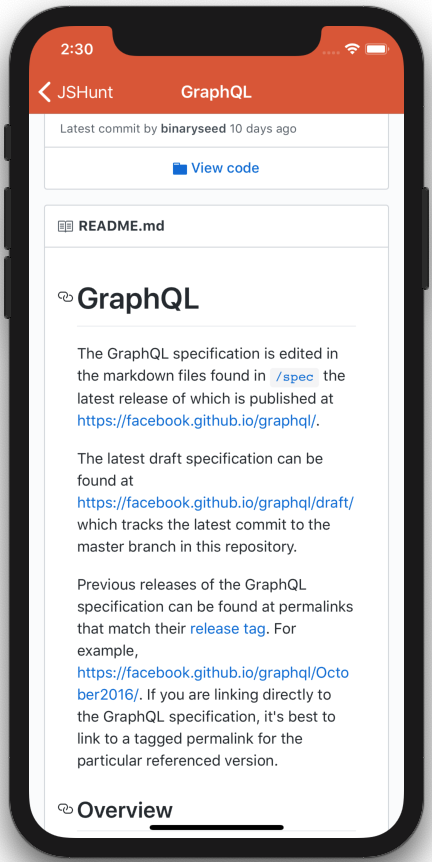 2:30
JSHunt
GraphQL
Latest commit by binaryseed 10 days ago
View code
README.md
GraphQL
The GraphQL specification is edited in
the markdown files found in /spec the
latest release of which is published at
https://facebook.github.io/graphql/.
The latest draft specification can be
found at
https://facebook.github.io/graphql/draft/
which tracks the latest commit to the
master branch in this repository.
Previous releases of the GraphQL
specification can be found at permalinks
that match their release tag. For
example,
https://facebook.github.io/graphql/Octo
ber2016/. If you are linking directly to
the GraphQL specification, it's best to
link to a tagged permalink for the
particular referenced version.
Overview